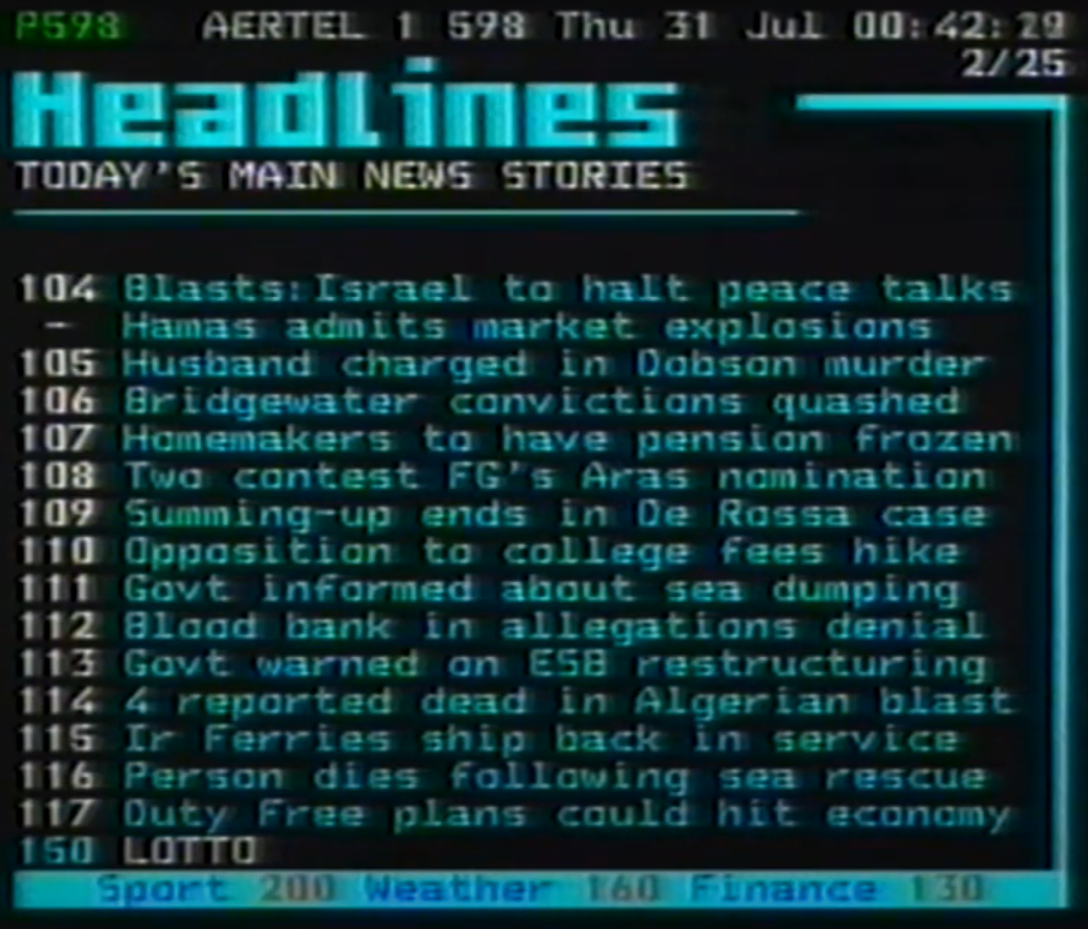 P598 AERTEL 1 598 Thu 31 Jul 00:42:29
2/25
Headlines
TODAY'S MAIN NEWS STORIES
104 Blasts:Israel to halt peace talks
- Hamas admits market explosions
105 Husband charged in Dobson murder
106 Bridgewater convictions quashed
107 Homemakers to have pension frozen
108 Two contest FG's Aras nomination
109 Summing-up ends in De Rossa case
110 Opposition to college fees hike
111 Govt informed about sea dumping
112 Blood bank in allegations denial
113 Govt warned on ESB restructuring
114 4 reported dead in Algerian blast
115 Ir Ferries ship back in service
116 Person dies following sea rescue
117 Duty Free plans could hit economy
150 LOTTO
Sport 200 Weather 160 Finance 130